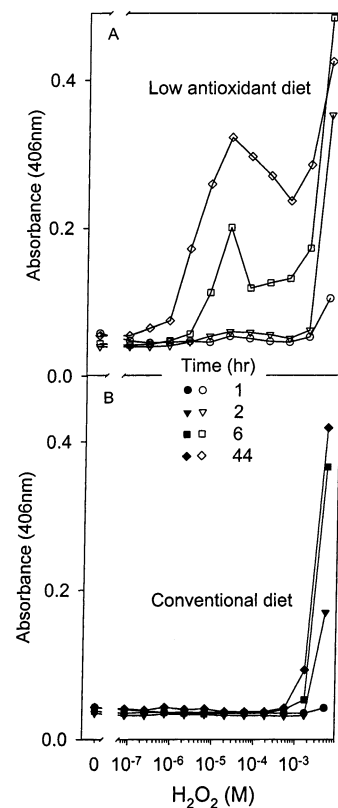 A
0.4
Low antioxidant diet
Absorbance (406nm)
0.2
0.0
Time (hr)
1
2
6
44
B
0.4
Absorbance (406nm)
0.2
Conventional diet
0.0
0 10⁻⁷ 10⁻⁶ 10⁻⁵ 10⁻⁴ 10⁻³
H₂O₂ (M)